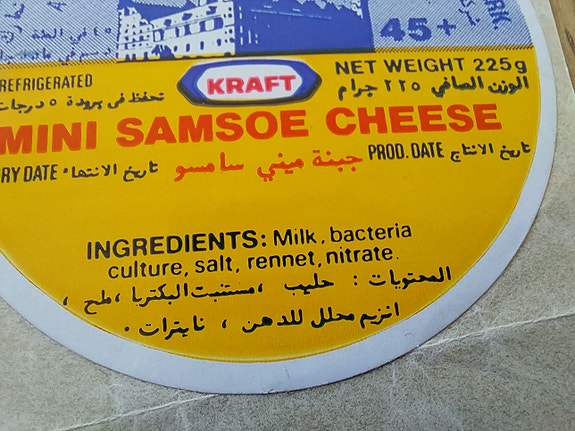 45+
REFRIGERATED
تحفظ فى برودة ٥ درجات
KRAFT
NET WEIGHT 225g
الوزن الصافي ٢٢٥ جرام
MINI SAMSOE CHEESE
RY DATE تاريخ الانتهاء
جبنة ميني سامسو
PROD. DATE تاريخ الانتاج
INGREDIENTS: Milk, bacteria
culture, salt, rennet, nitrate.
المحتويات : حليب ، مستنبت البكتريا ، ملح ،
انزيم محلل للدهن ، نايترات .